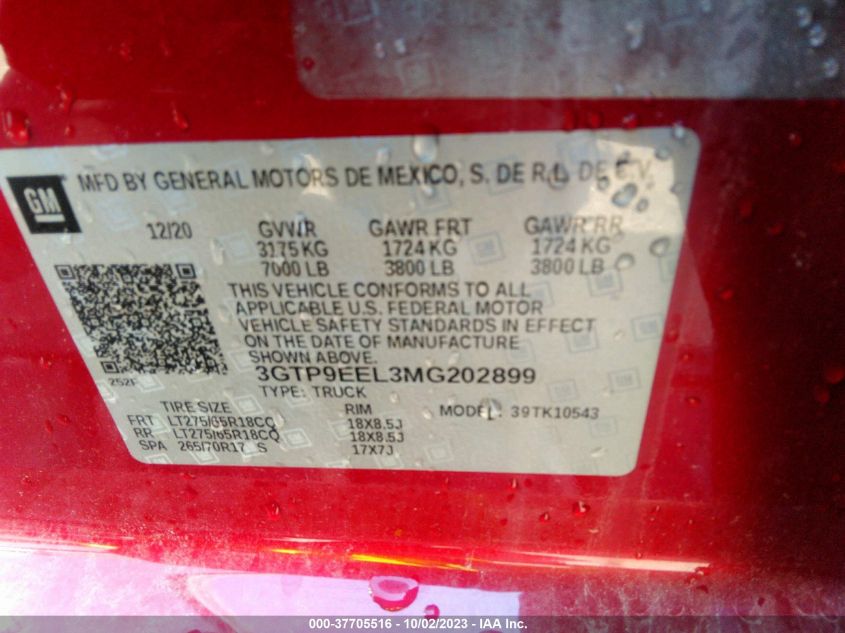 MFD BY GENERAL MOTORS DE MEXICO, S. DE R.L. DE C.V.
GM
12/20 GVWR GAWR FRT GAWR RR
3175 KG 1724 KG 1724 KG
7000 LB 3800 LB 3800 LB
THIS VEHICLE CONFORMS TO ALL
APPLICABLE U.S. FEDERAL MOTOR
VEHICLE SAFETY STANDARDS IN EFFECT
ON THE DATE OF MANUFACTURE
SHOWN ABOVE.
3GTP9EEL3MG202899
252F
TYPE: TRUCK
TIRE SIZE RIM MODEL: 39TK10543
FRT LT275/65R18CQ 18X8.5J
RR LT275/65R18CQ 18X8.5J
SPA 17X7J
000-37705516 - 10/02/2023 - © IAA Inc.